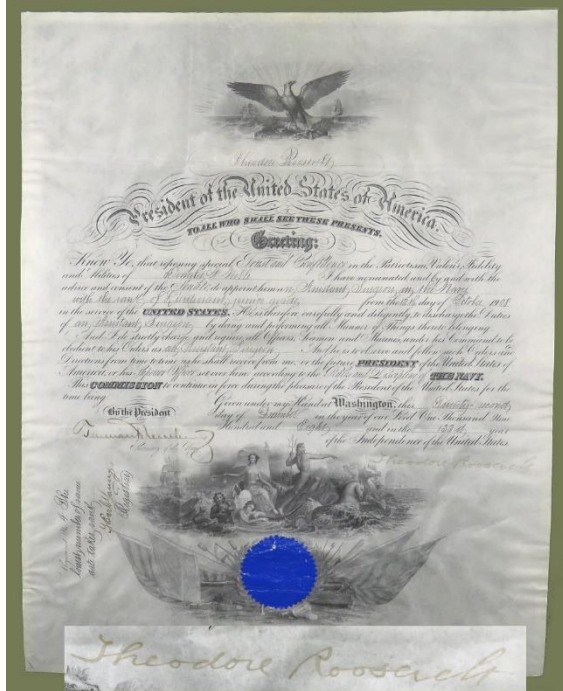 Theodore Roosevelt
President of the United States of America.
TO ALL WHO SHALL SEE THESE PRESENTS,
Greeting:
Know Ye, that reposing special Trust and Confidence in the Patriotism, Valor, Fidelity
and Abilities of I have nominated and by and with the
advice and consent of the Senate do appoint him an Assistant Surgeon in the Navy
with the rank of Lieutenant, junior grade from the day of October 1908
in the service of the UNITED STATES. He is therefore carefully and diligently to discharge the Duties
of an Assistant Surgeon by doing and performing all Manner of Things thereto belonging.
And I do strictly charge and require all Officers, Seamen and Marines under his Command to be
obedient to his Orders as an Assistant Surgeon And he is to observe and follow such Orders and
Directions from time to time as he shall receive from me, or the future PRESIDENT of the United States of
America, or his Superior Officer set over him, according to the Rules and Discipline of THE NAVY.
This COMMISSION to continue in force during the pleasure of the President of the United States for the
time being.
Given under my Hand at Washington, this
By the President
day of in the year of our Lord One Thousand Nine
Hundred and Eight and in the year
of the Independence of the United States
Theodore Roosevelt
Secretary of the Navy
Registered
Theodore Roosevelt